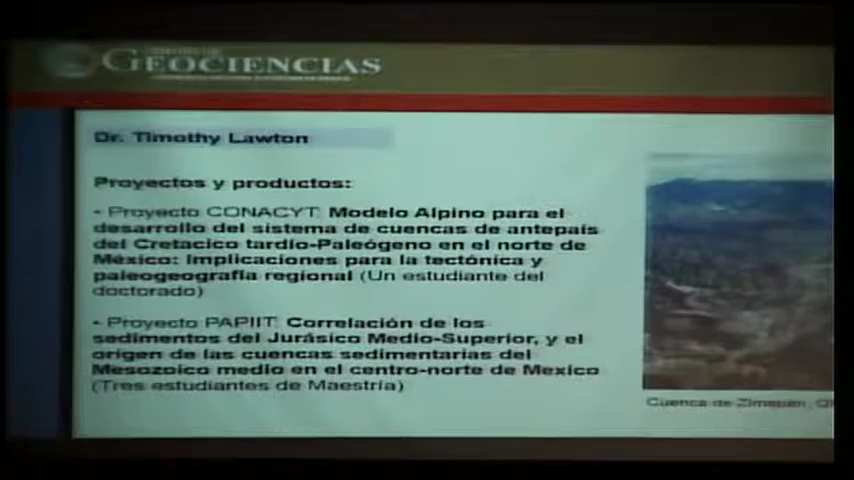 GEOCIENCIAS
Dr. Timothy Lawton
Proyectos y productos:
- Proyecto CONACYT: Modelo Alpino para el
desarrollo del sistema de cuencas de antepaís
del Cretacico tardío-Paleógeno en el norte de
México: Implicaciones para la tectónica y
paleogeografía regional (Un estudiante del
doctorado)
- Proyecto PAPIIT: Correlación de los
sedimentos del Jurásico Medio-Superior, y el
origen de las cuencas sedimentarias del
Mesozoico medio en el centro-norte de Mexico
(Tres estudiantes de Maestría)
Cuenca de Zimapán,